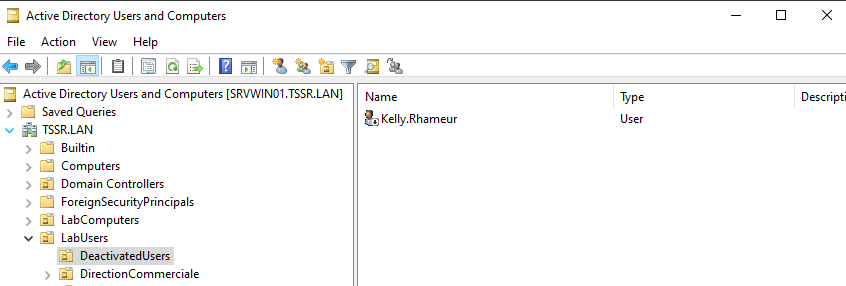 Active Directory Users and Computers
File Action View Help
Active Directory Users and Computers [SRVWIN01.TSSR.LAN]
Saved Queries
TSSR.LAN
Builtin
Computers
Domain Controllers
ForeignSecurityPrincipals
LabComputers
LabUsers
DeactivatedUsers
DirectionCommerciale
Name Type Descripti
Kelly.Rhameur User